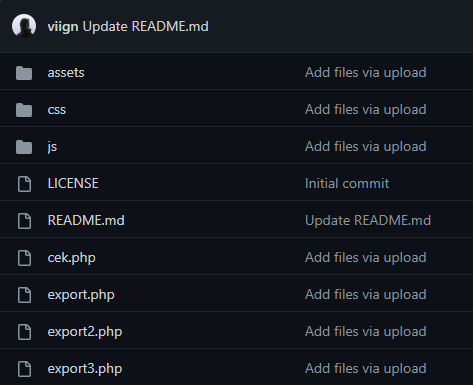 viign Update README.md
assets Add files via upload
css Add files via upload
js Add files via upload
LICENSE Initial commit
README.md Update README.md
cek.php Add files via upload
export.php Add files via upload
export2.php Add files via upload
export3.php Add files via upload